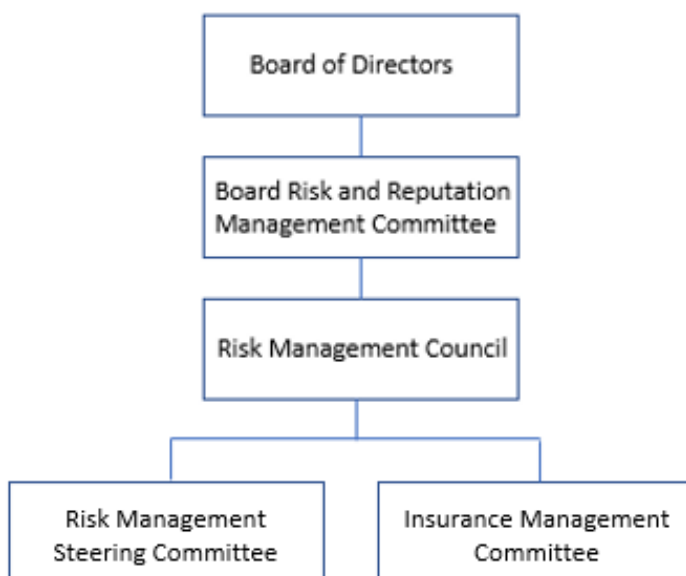 Board of Directors
Board Risk and Reputation
Management Committee
Risk Management Council
Risk Management
Steering Committee
Insurance Management
Committee